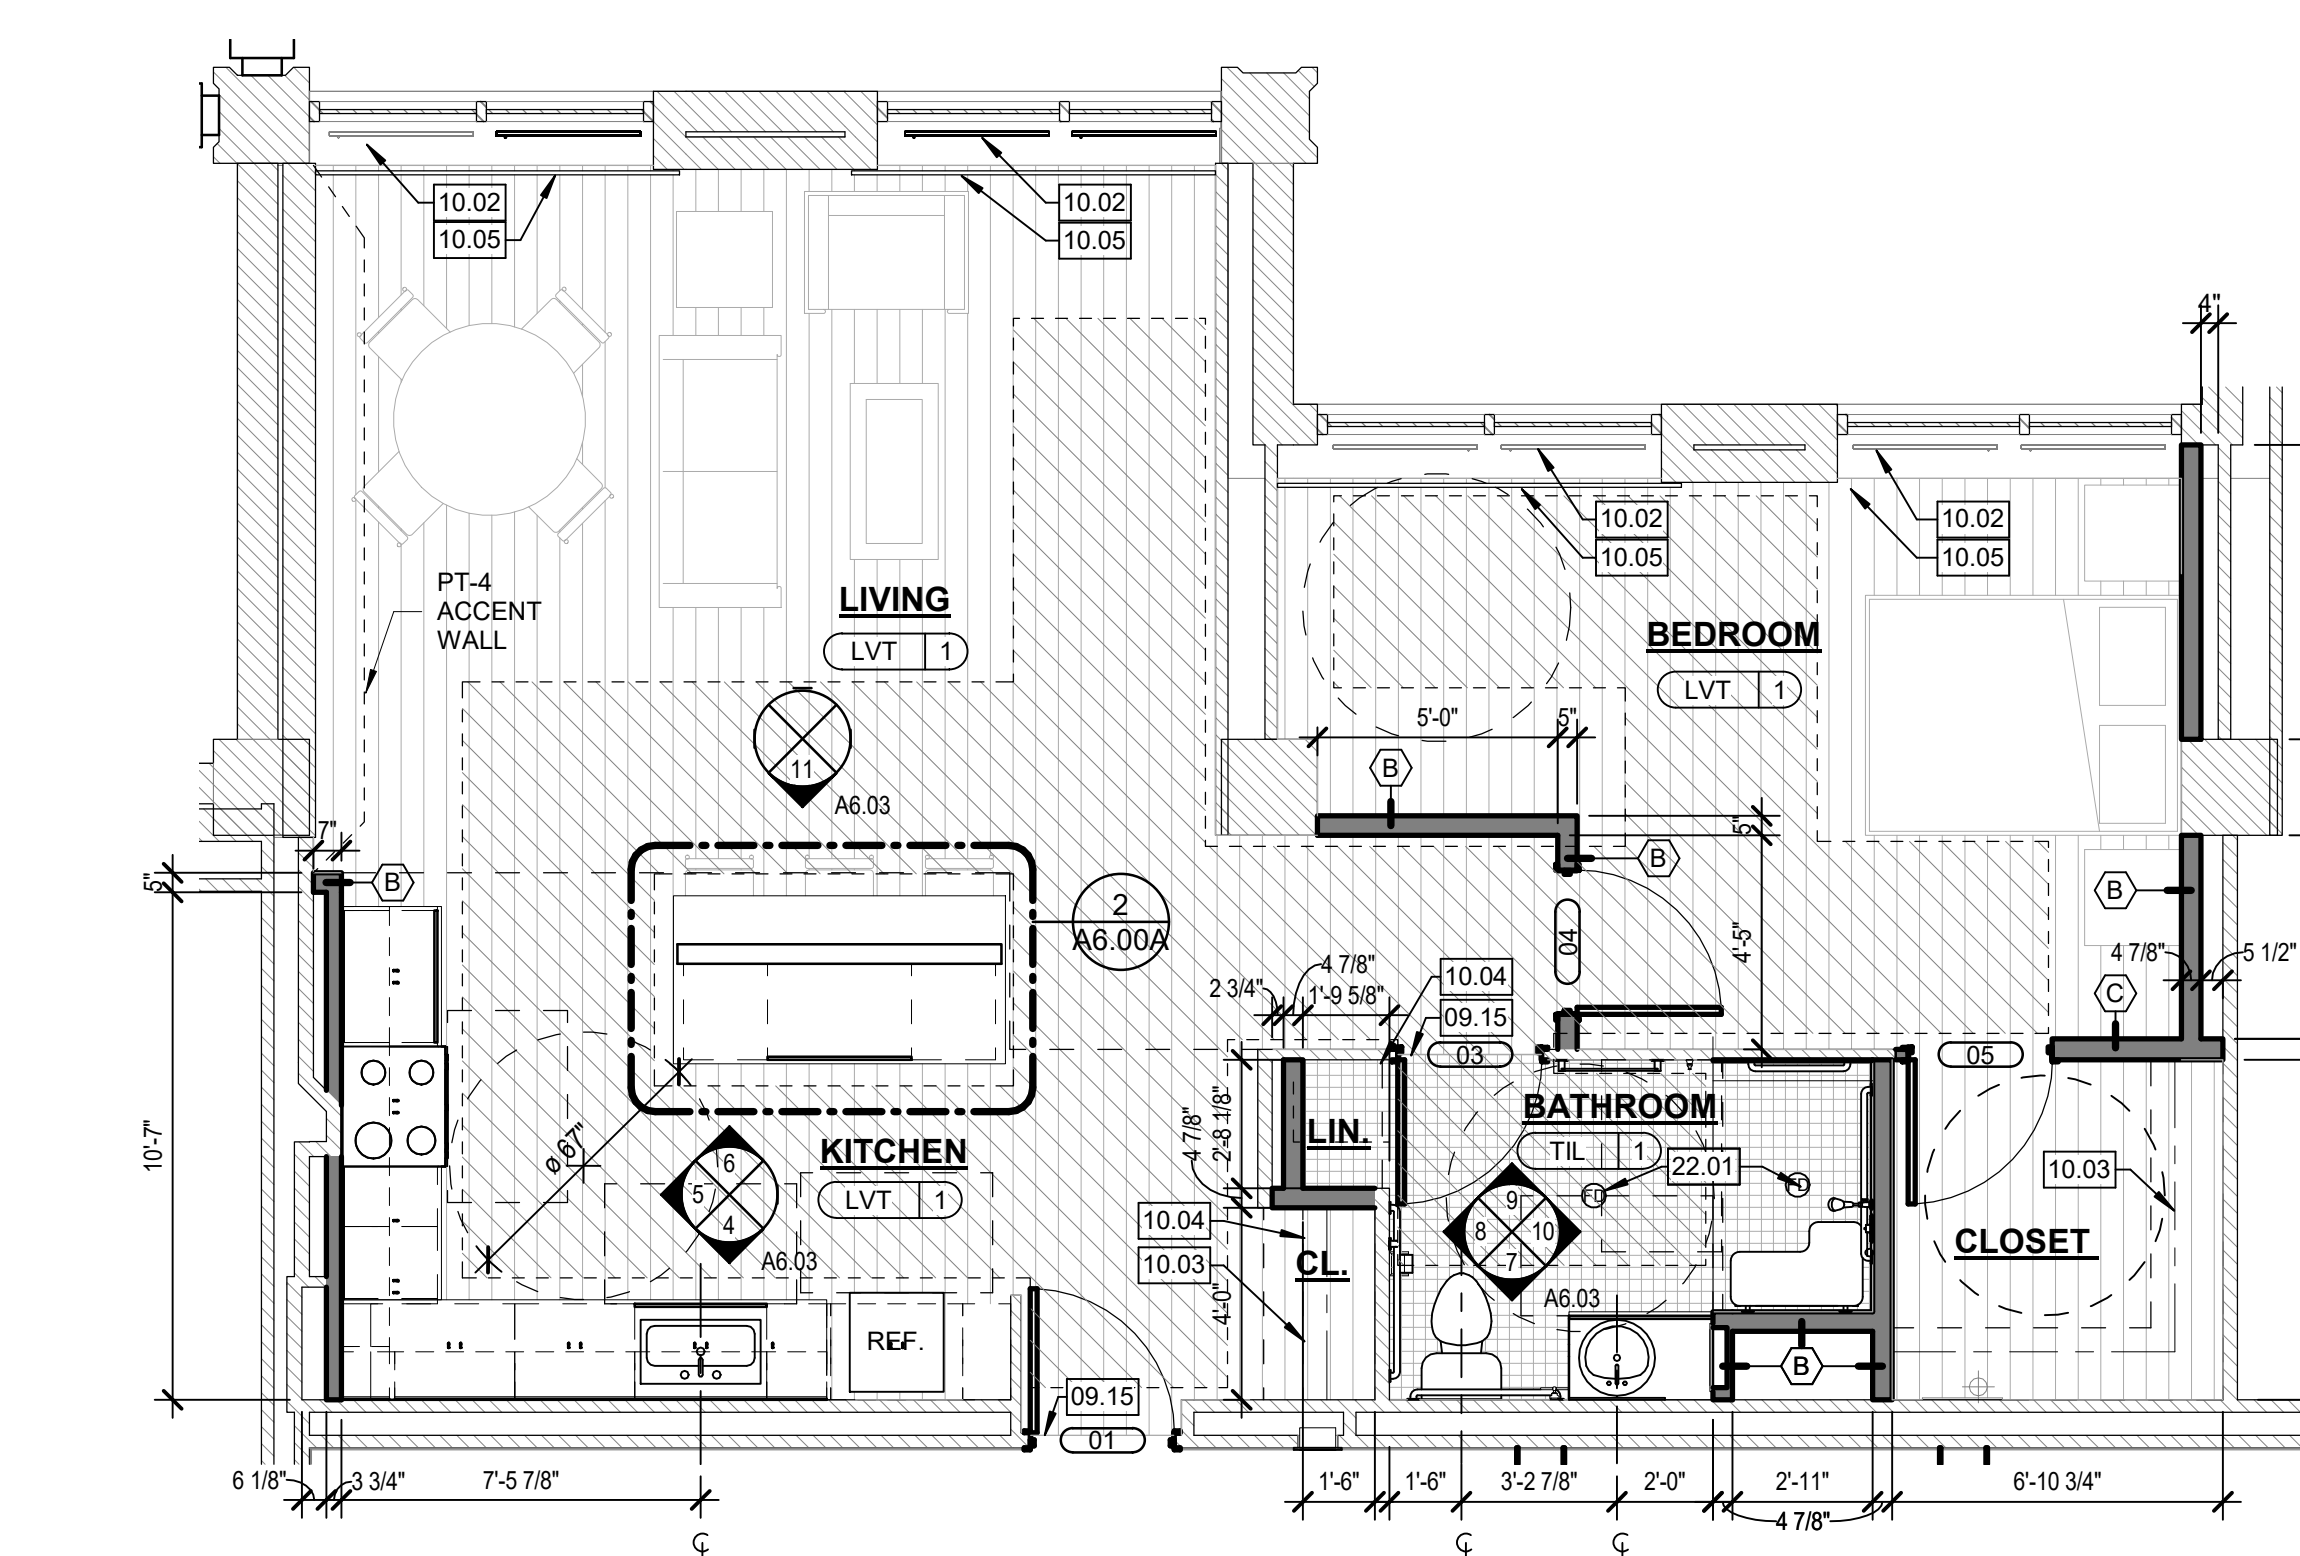 10.02
10.05
10.02
10.05
4"
10.02
10.05
10.02
10.05
PT-4
ACCENT
WALL
LIVING
LVT 1
BEDROOM
LVT 1
5'-0"
5"
B
11
A6.03
7"
5"
B
5"
B
B
2
A6.00A
04
4'-5"
4 7/8"
5 1/2"
C
2 3/4"
4 7/8"
1'-9 5/8"
10.04
09.15
03
05
10'-7"
ø 67"
KITCHEN
LVT 1
6
5
4
A6.03
4 7/8"
2'-8 1/8"
LIN.
BATHROOM
TIL 1
22.01
FD
FD
10.03
9
8
10
7
A6.03
10.04
10.03
CL.
4'-0"
CLOSET
REF.
B
09.15
01
6 1/8"
3 3/4"
7'-5 7/8"
1'-6"
1'-6"
3'-2 7/8"
2'-0"
2'-11"
6'-10 3/4"
4 7/8"
℄
℄
℄